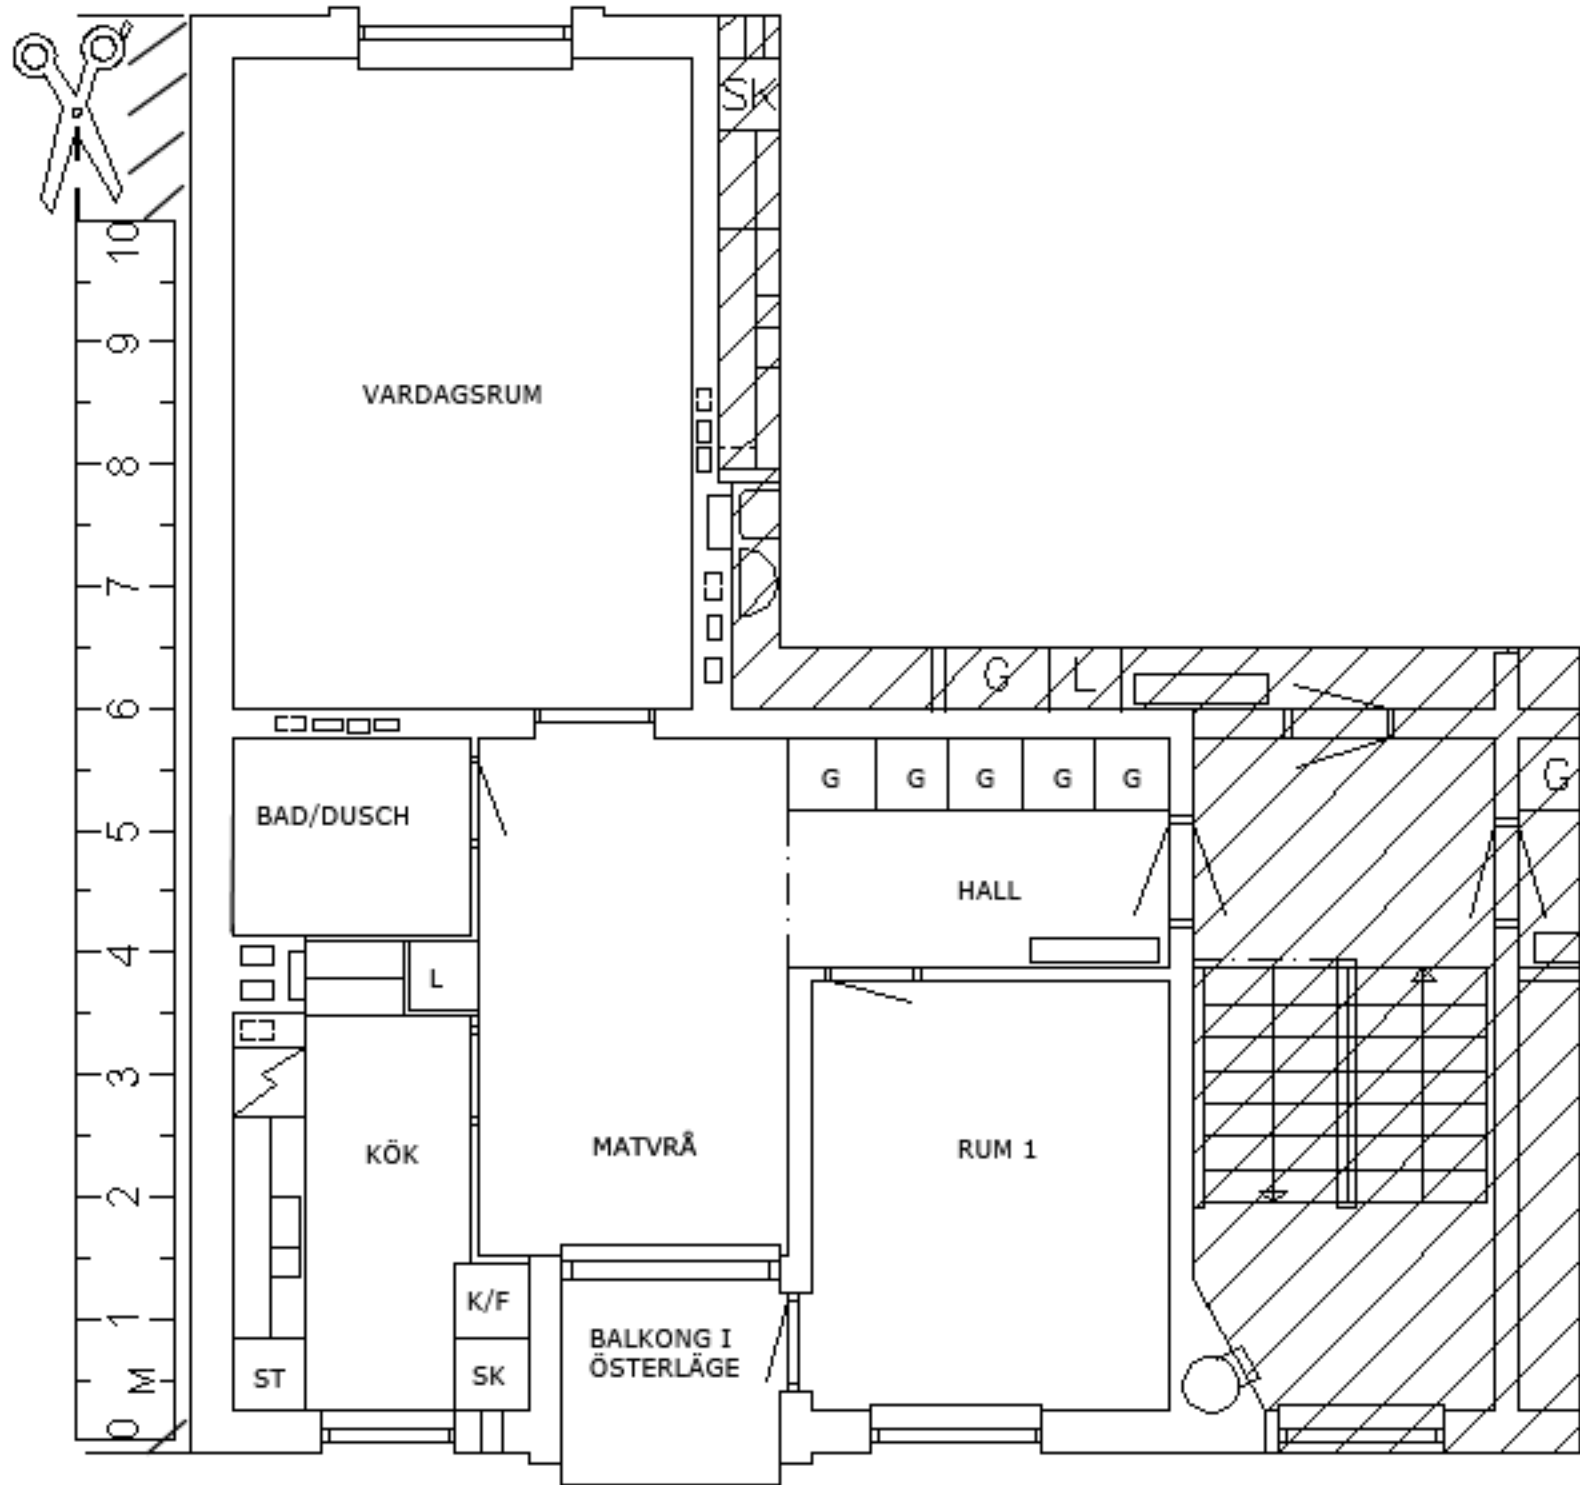 SK
10
9
VARDAGSRUM
8
7
G L
6
G G G G G
G
BAD/DUSCH
5
HALL
4
L
3
MATVRÅ
RUM 1
KÖK
2
K/F
1
BALKONG I
ÖSTERLÄGE
ST
M
SK
0